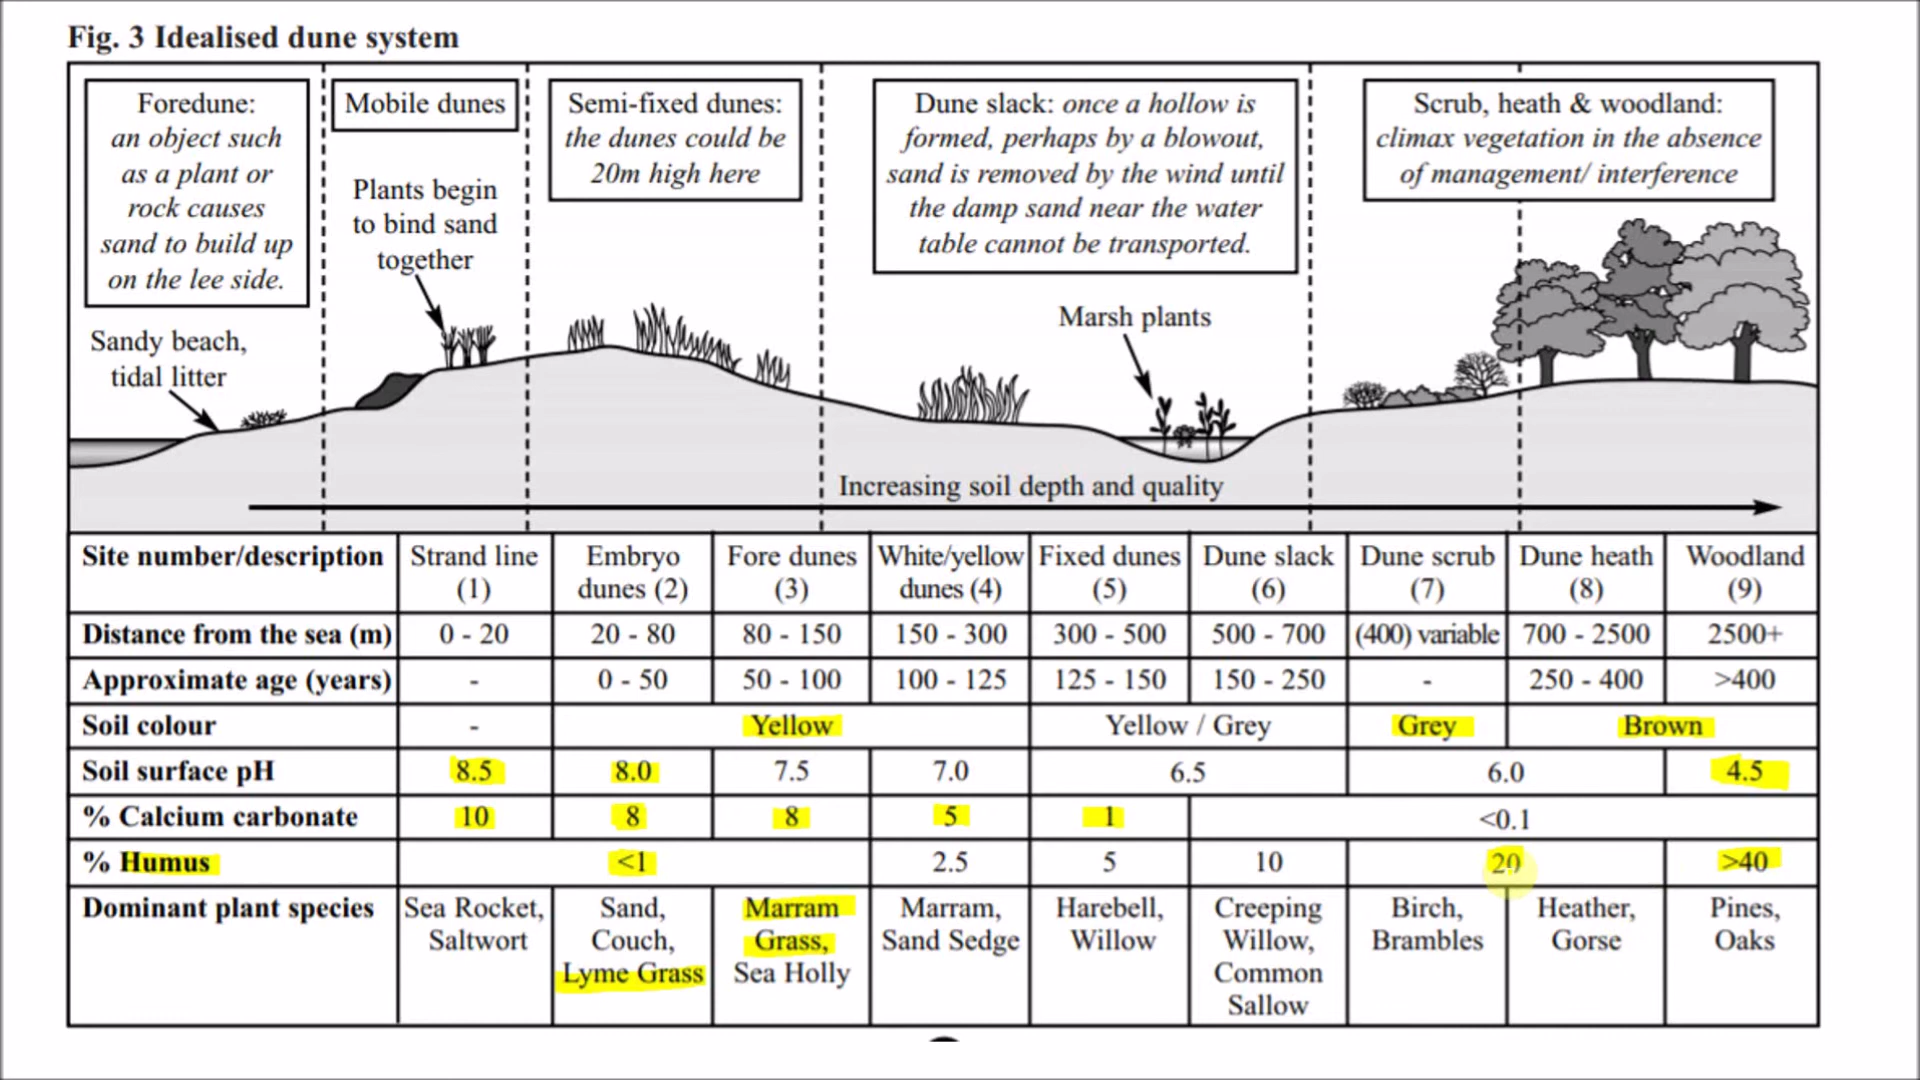 Fig. 3 Idealised dune system
Foredune:
an object such
as a plant or
rock causes
sand to build up
on the lee side.
Mobile dunes
Semi-fixed dunes:
the dunes could be
20m high here
Dune slack: once a hollow is
formed, perhaps by a blowout,
sand is removed by the wind until
the damp sand near the water
table cannot be transported.
Scrub, heath & woodland:
climax vegetation in the absence
of management/ interference
Plants begin
to bind sand
together
Sandy beach,
tidal litter
Marsh plants
Increasing soil depth and quality
Site number/description
Strand line
(1)
Embryo
dunes (2)
Fore dunes
(3)
White/yellow
dunes (4)
Fixed dunes
(5)
Dune slack
(6)
Dune scrub
(7)
Dune heath
(8)
Woodland
(9)
Distance from the sea (m) 0 - 20 20 - 80 80 - 150 150 - 300 300 - 500 500 - 700 (400) variable 700 - 2500 2500+
Approximate age (years) - 0 - 50 50 - 100 100 - 125 125 - 150 150 - 250 - 250 - 400 >400
Soil colour - Yellow Yellow / Grey Grey Brown
Soil surface pH 8.5 8.0 7.5 7.0 6.5 6.0 4.5
% Calcium carbonate 10 8 8 5 1 <0.1
% Humus <1 2.5 5 10 20 >40
Dominant plant species
Sea Rocket,
Saltwort
Sand,
Couch,
Lyme Grass
Marram
Grass,
Sea Holly
Marram,
Sand Sedge
Harebell,
Willow
Creeping
Willow,
Common
Sallow
Birch,
Brambles
Heather,
Gorse
Pines,
Oaks